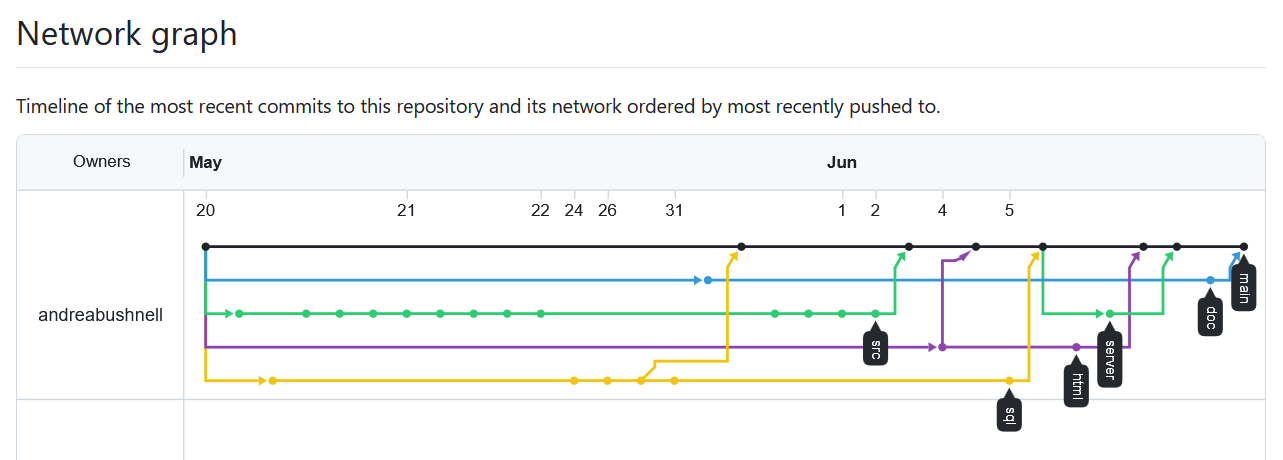 Network graph
Timeline of the most recent commits to this repository and its network ordered by most recently pushed to.
Owners May Jun
20 21 22 24 26 31 1 2 4 5
andreabushnell
main
doc
src
server
html
sql